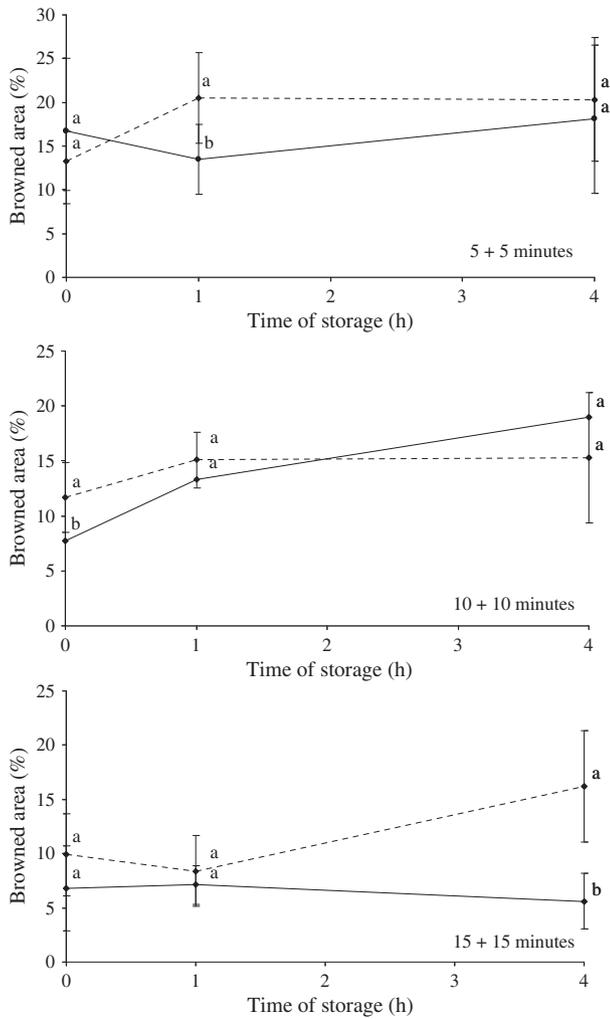 30
25
20
15
10
5
0
Browned area (%)
a
a
a
b
a
a
5 + 5 minutes
0 1 2 3 4
Time of storage (h)
25
20
15
10
5
0
Browned area (%)
a
b
a
a
a
a
10 + 10 minutes
0 1 2 3 4
Time of storage (h)
25
20
15
10
5
0
Browned area (%)
a
a
a
a
a
b
15 + 15 minutes
0 1 2 3 4
Time of storage (h)